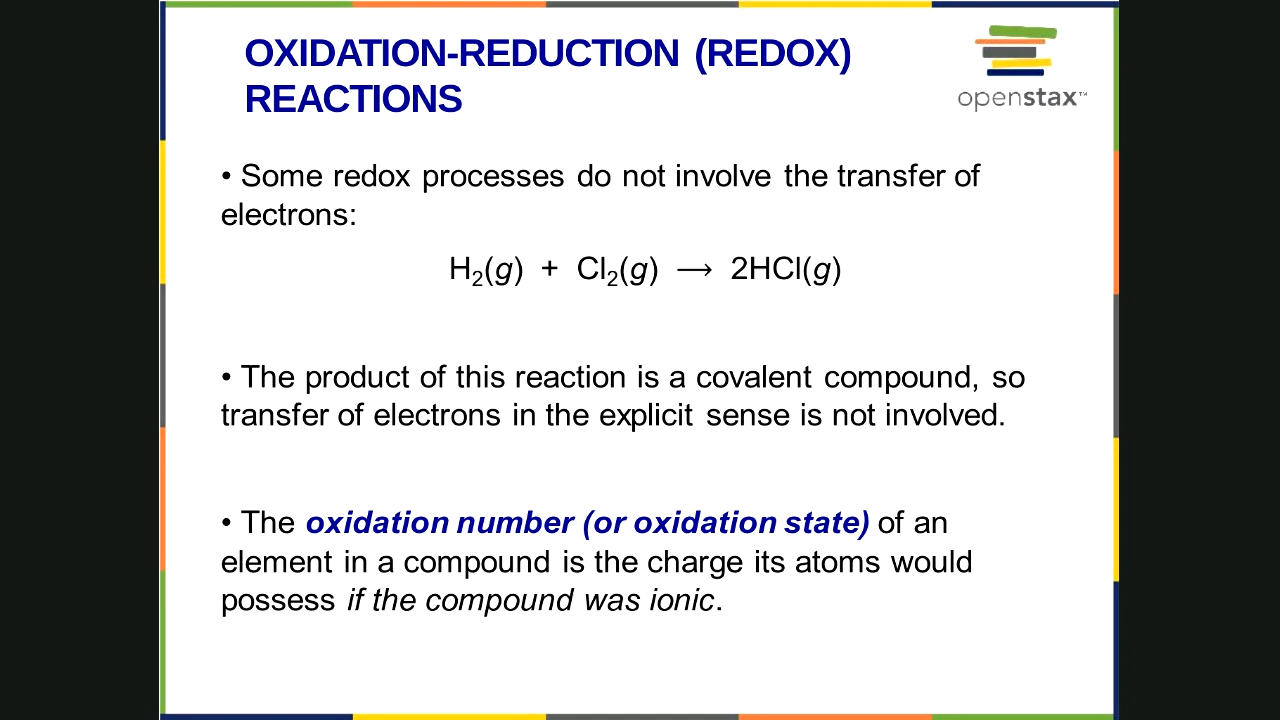 OXIDATION-REDUCTION (REDOX)
REACTIONS
openstax™
• Some redox processes do not involve the transfer of
electrons:
H₂(g) + Cl₂(g) ⟶ 2HCl(g)
• The product of this reaction is a covalent compound, so
transfer of electrons in the explicit sense is not involved.
• The oxidation number (or oxidation state) of an
element in a compound is the charge its atoms would
possess if the compound was ionic.